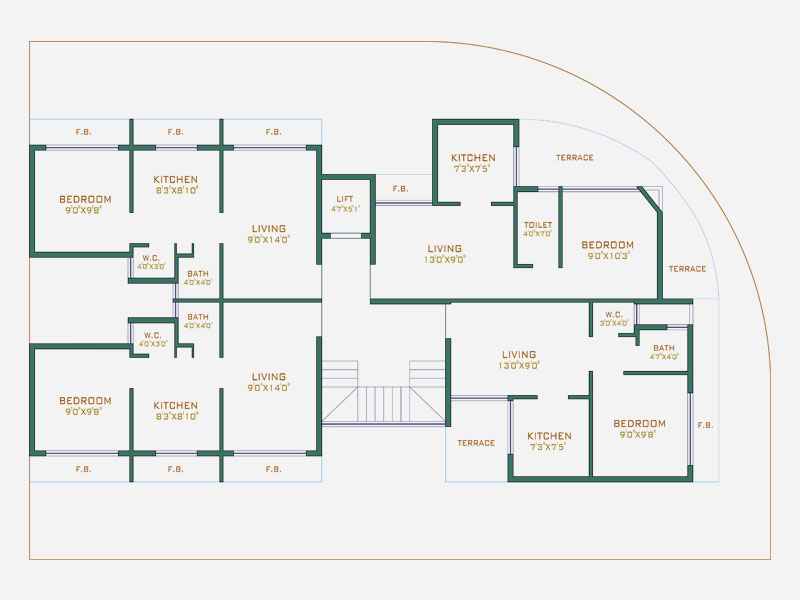 F.B.
F.B.
F.B.
KITCHEN
7'3"X7'5"
TERRACE
KITCHEN
8'3"X8'10"
BEDROOM
9'0"X9'8"
LIFT
4'7"X5'1"
F.B.
LIVING
9'0"X14'0"
TOILET
4'0"X7'0"
LIVING
13'0"X9'0"
BEDROOM
9'0"X10'3"
W.C.
4'0"X3'0"
BATH
4'0"X4'0"
TERRACE
BATH
4'0"X4'0"
W.C.
3'0"X4'0"
W.C.
4'0"X3'0"
LIVING
13'0"X9'0"
BATH
4'7"X4'0"
LIVING
9'0"X14'0"
BEDROOM
9'0"X9'8"
KITCHEN
8'3"X8'10"
BEDROOM
9'0"X9'8"
F.B.
TERRACE
KITCHEN
7'3"X7'5"
F.B.
F.B.
F.B.